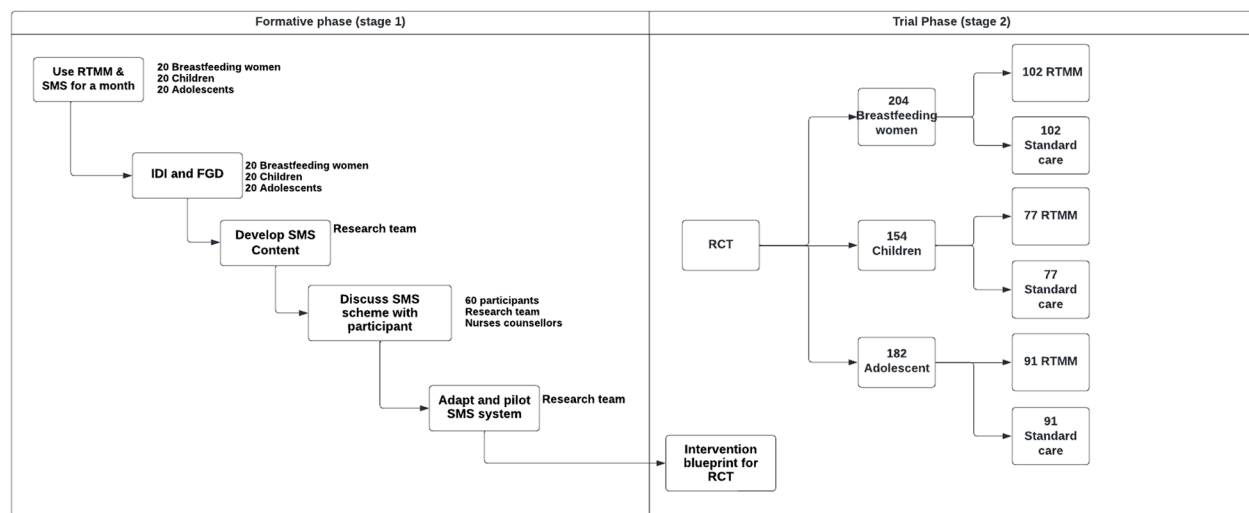 Formative phase (stage 1)
Trial Phase (stage 2)
Use RTMM &
SMS for a month
20 Breastfeeding women
20 Children
20 Adolescents
IDI and FGD
20 Breastfeeding women
20 Children
20 Adolescents
Develop SMS
Content
Research team
Discuss SMS
scheme with
participant
60 participants
Research team
Nurses counsellors
Adapt and pilot
SMS system
Research team
Intervention
blueprint for
RCT
RCT
204
Breastfeeding
women
102 RTMM
102
Standard
care
154
Children
77 RTMM
77
Standard
care
182
Adolescent
91 RTMM
91
Standard
care